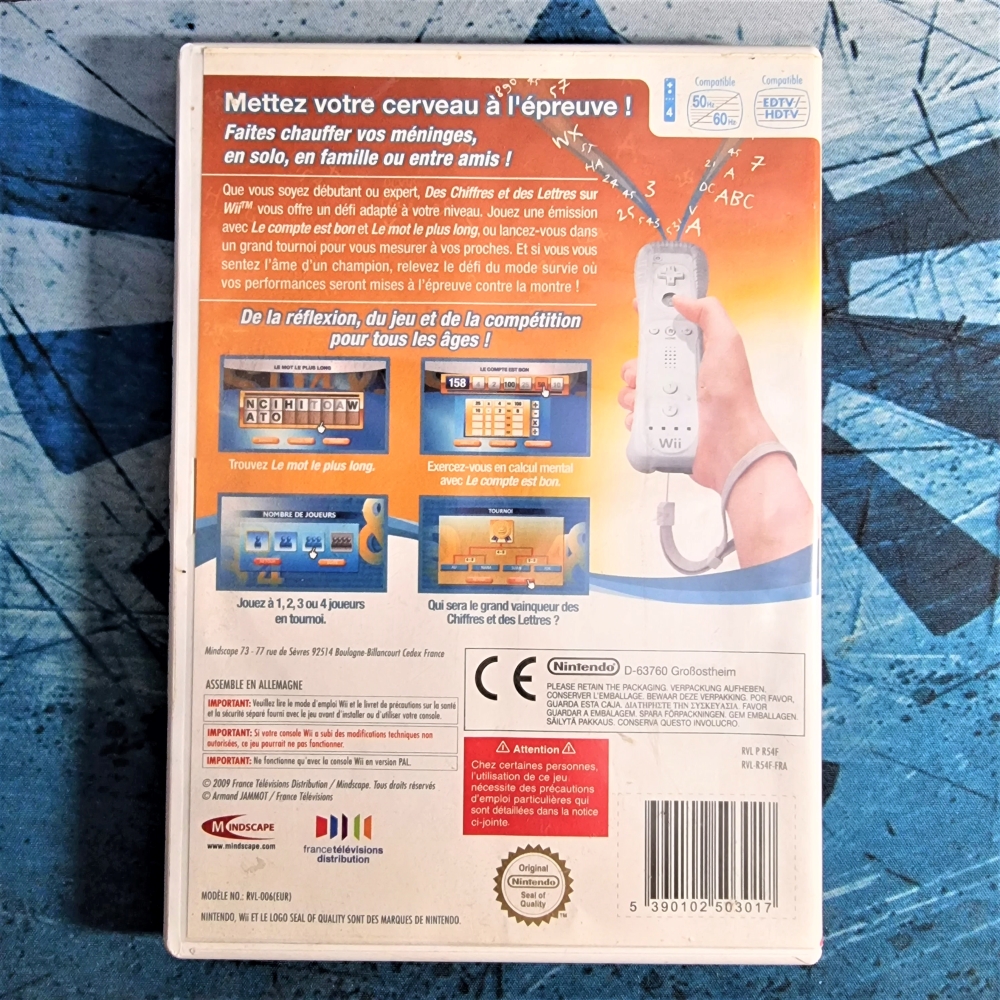 Mettez votre cerveau à l'épreuve !
Faites chauffer vos méninges,
en solo, en famille ou entre amis !
4
Compatible
50Hz
60Hz
Compatible
EDTV/
HDTV
Que vous soyez débutant ou expert, Des Chiffres et des Lettres sur
Wii™ vous offre un défi adapté à votre niveau. Jouez une émission
avec Le compte est bon et Le mot le plus long, ou lancez-vous dans
un grand tournoi pour vous mesurer à vos proches. Et si vous vous
sentez l'âme d'un champion, relevez le défi du mode survie où
vos performances seront mises à l'épreuve contre la montre !
De la réflexion, du jeu et de la compétition
pour tous les âges !
WX
3
7
A
DC ABC
A
Wii
LE MOT LE PLUS LONG
NCIHITOAW
ATO
Trouvez Le mot le plus long.
LE COMPTE EST BON
158
100
Exercez-vous en calcul mental
avec Le compte est bon.
NOMBRE DE JOUEURS
Jouez à 1, 2, 3 ou 4 joueurs
en tournoi.
TOURNOI
Qui sera le grand vainqueur des
Chiffres et des Lettres ?
Mindscape 73 - 77 rue de Sèvres 92514 Boulogne-Billancourt Cedex France
ASSEMBLE EN ALLEMAGNE
IMPORTANT: Veuillez lire le mode d'emploi Wii et le livret de précautions sur la santé
et la sécurité séparé fourni avec le jeu avant d'installer ou d'utiliser votre console.
IMPORTANT: Si votre console Wii a subi des modifications techniques non
autorisées, ce jeu pourrait ne pas fonctionner.
IMPORTANT: Ne fonctionne qu'avec la console Wii en version PAL.
© 2009 France Télévisions Distribution / Mindscape. Tous droits réservés
© Armand JAMMOT / France Télévisions
MINDSCAPE
www.mindscape.com
francetélévisions
distribution
MODÈLE NO.: RVL-006(EUR)
NINTENDO, Wii ET LE LOGO SEAL OF QUALITY SONT DES MARQUES DE NINTENDO.
CE
Nintendo D-63760 Großostheim
PLEASE RETAIN THE PACKAGING. VERPACKUNG AUFHEBEN.
CONSERVER L'EMBALLAGE. BEWAAR DEZE VERPAKKING. POR FAVOR,
GUARDA ESTA CAJA. ΔΙΑΤΗΡΗΣΤΕ ΤΗΝ ΣΥΣΚΕΥΑΣΙΑ. FAVOR
GUARDAR A EMBALAGEM. SPARA FÖRPACKNINGEN. GEM EMBALLAGEN.
SÄILYTÄ PAKKAUS. CONSERVA QUESTO INVOLUCRO.
Attention
Chez certaines personnes,
l'utilisation de ce jeu
nécessite des précautions
d'emploi particulières qui
sont détaillées dans la notice
ci-jointe.
RVL P RS4F
RVL-RS4F-FRA
Original
Nintendo
Seal of
Quality
TM
5 390102 503017